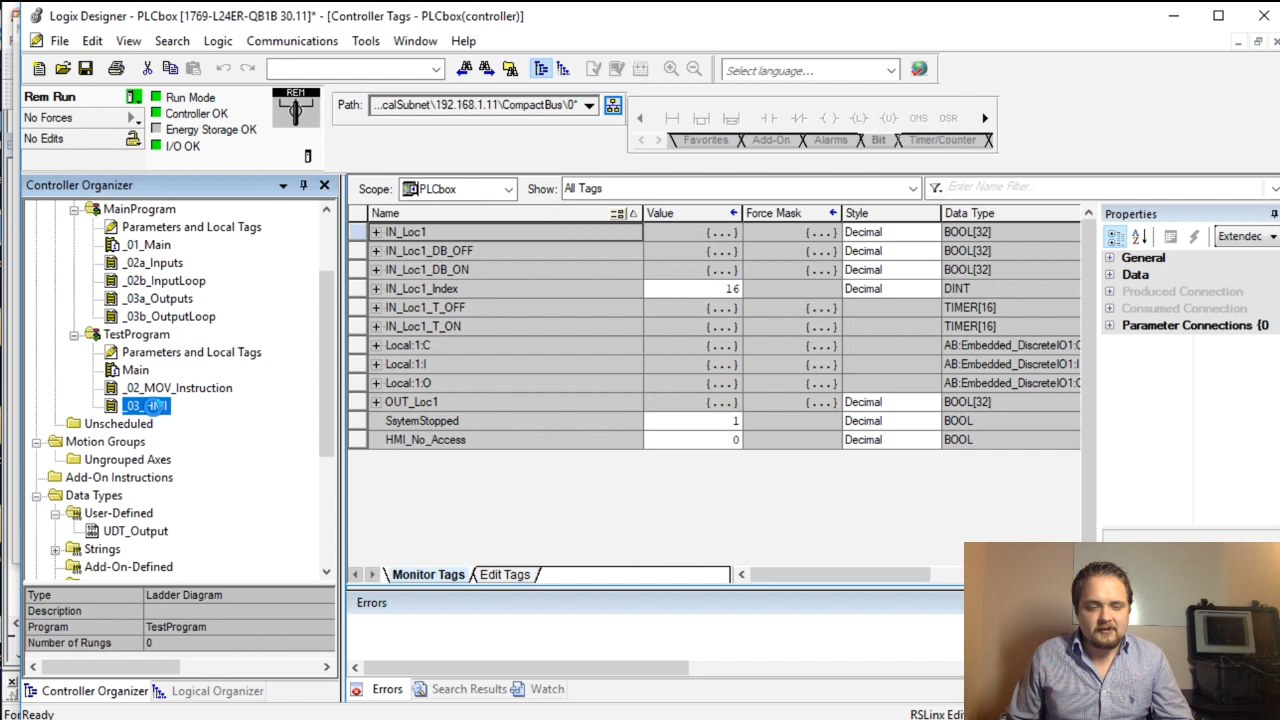 Logix Designer - PLCbox [1769-L24ER-QB1B 30.11]* - [Controller Tags - PLCbox(controller)]
File Edit View Search Logic Communications Tools Window Help
Select language...
Rem Run
Run Mode
No Forces
Controller OK
Energy Storage OK
No Edits
I/O OK
REM
Path: ...calSubnet\192.168.1.11\CompactBus\0*
ONS OSR
Favorites Add-On Alarms Bit Timer/Counter
Controller Organizer
MainProgram
Parameters and Local Tags
_01_Main
_02a_Inputs
_02b_InputLoop
_03a_Outputs
_03b_OutputLoop
TestProgram
Parameters and Local Tags
Main
_02_MOV_Instruction
_03_HMI
Unscheduled
Motion Groups
Ungrouped Axes
Add-On Instructions
Data Types
User-Defined
UDT_Output
Strings
Add-On-Defined
Type Ladder Diagram
Description
Program TestProgram
Number of Rungs 0
Controller Organizer Logical Organizer
Scope: PLCbox Show: All Tags Enter Name Filter...
Name Value Force Mask Style Data Type
IN_Loc1 {...} {...} Decimal BOOL[32]
IN_Loc1_DB_OFF {...} {...} Decimal BOOL[32]
IN_Loc1_DB_ON {...} {...} Decimal BOOL[32]
IN_Loc1_Index 16 Decimal DINT
IN_Loc1_T_OFF {...} {...} TIMER[16]
IN_Loc1_T_ON {...} {...} TIMER[16]
Local:1:C {...} {...} AB:Embedded_DiscreteIO1:C
Local:1:I {...} {...} AB:Embedded_DiscreteIO1:
Local:1:O {...} {...} AB:Embedded_DiscreteIO1:C
OUT_Loc1 {...} {...} Decimal BOOL[32]
SsytemStopped 1 Decimal BOOL
HMI_No_Access 0 Decimal BOOL
Monitor Tags Edit Tags
Errors
Errors Search Results Watch
Properties
Extendec
General
Data
Produced Connection
Consumed Connection
Parameter Connections {0
Ready
RSLinx Edi